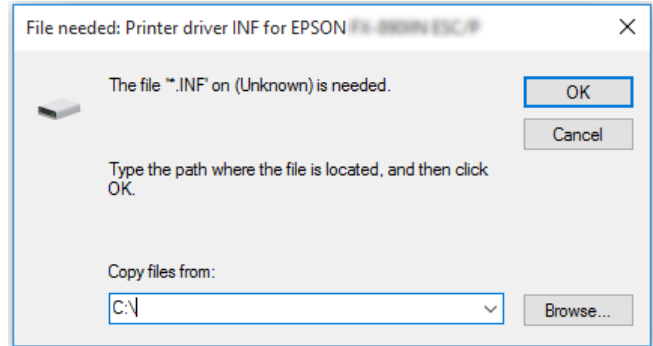 File needed: Printer driver INF for EPSON
The file '*.INF' on (Unknown) is needed.
OK
Cancel
Type the path where the file is located, and then click
OK.
Copy files from:
C:\
Browse...